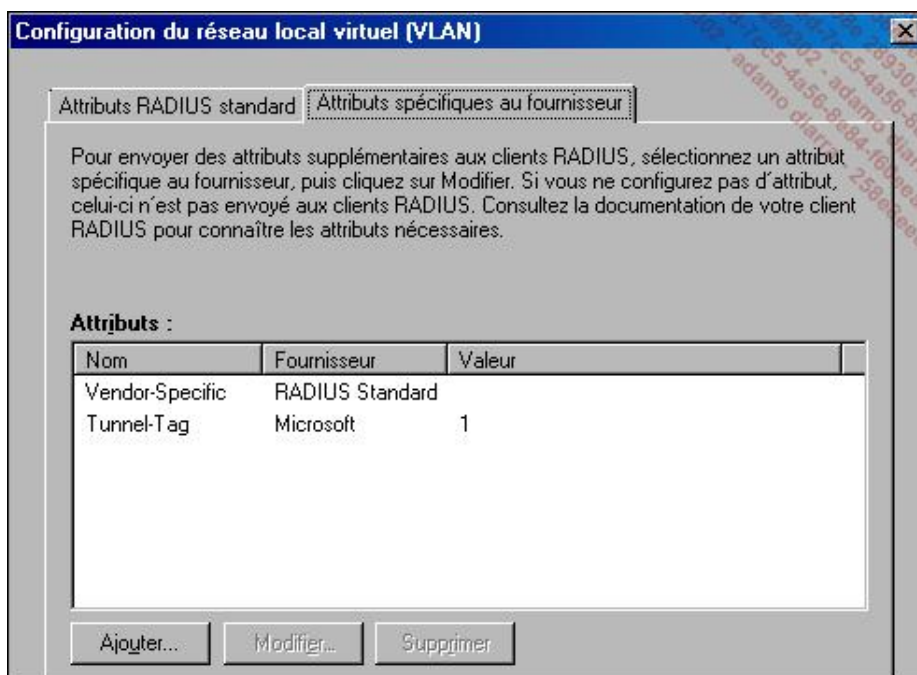 Configuration du réseau local virtuel (VLAN)
Attributs RADIUS standard Attributs spécifiques au fournisseur
Pour envoyer des attributs supplémentaires aux clients RADIUS, sélectionnez un attribut
spécifique au fournisseur, puis cliquez sur Modifier. Si vous ne configurez pas d´attribut,
celui-ci n´est pas envoyé aux clients RADIUS. Consultez la documentation de votre client
RADIUS pour connaître les attributs nécessaires.
Attributs :
Nom Fournisseur Valeur
Vendor-Specific RADIUS Standard
Tunnel-Tag Microsoft 1
Ajouter... Modifier... Supprimer